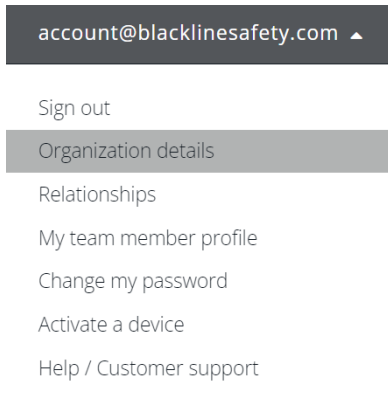 account@blacklinesafety.com
Sign out
Organization details
Relationships
My team member profile
Change my password
Activate a device
Help / Customer support